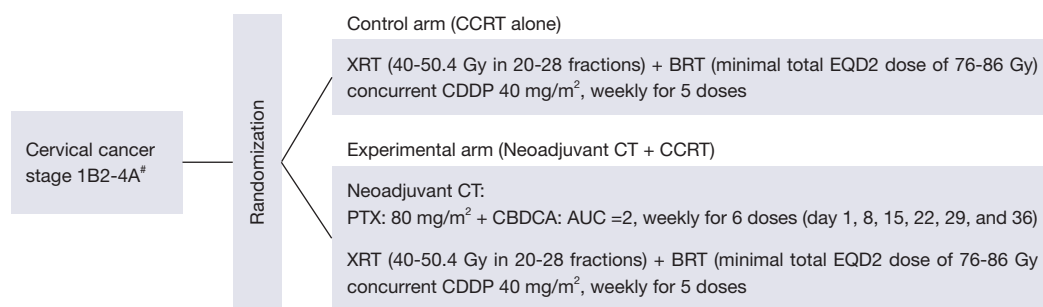 Control arm (CCRT alone)
XRT (40-50.4 Gy in 20-28 fractions) + BRT (minimal total EQD2 dose of 76-86 Gy)
concurrent CDDP 40 mg/m², weekly for 5 doses
Cervical cancer
stage 1B2-4A#
Randomization
Experimental arm (Neoadjuvant CT + CCRT)
Neoadjuvant CT:
PTX: 80 mg/m² + CBDCA: AUC =2, weekly for 6 doses (day 1, 8, 15, 22, 29, and 36)
XRT (40-50.4 Gy in 20-28 fractions) + BRT (minimal total EQD2 dose of 76-86 Gy
concurrent CDDP 40 mg/m², weekly for 5 doses